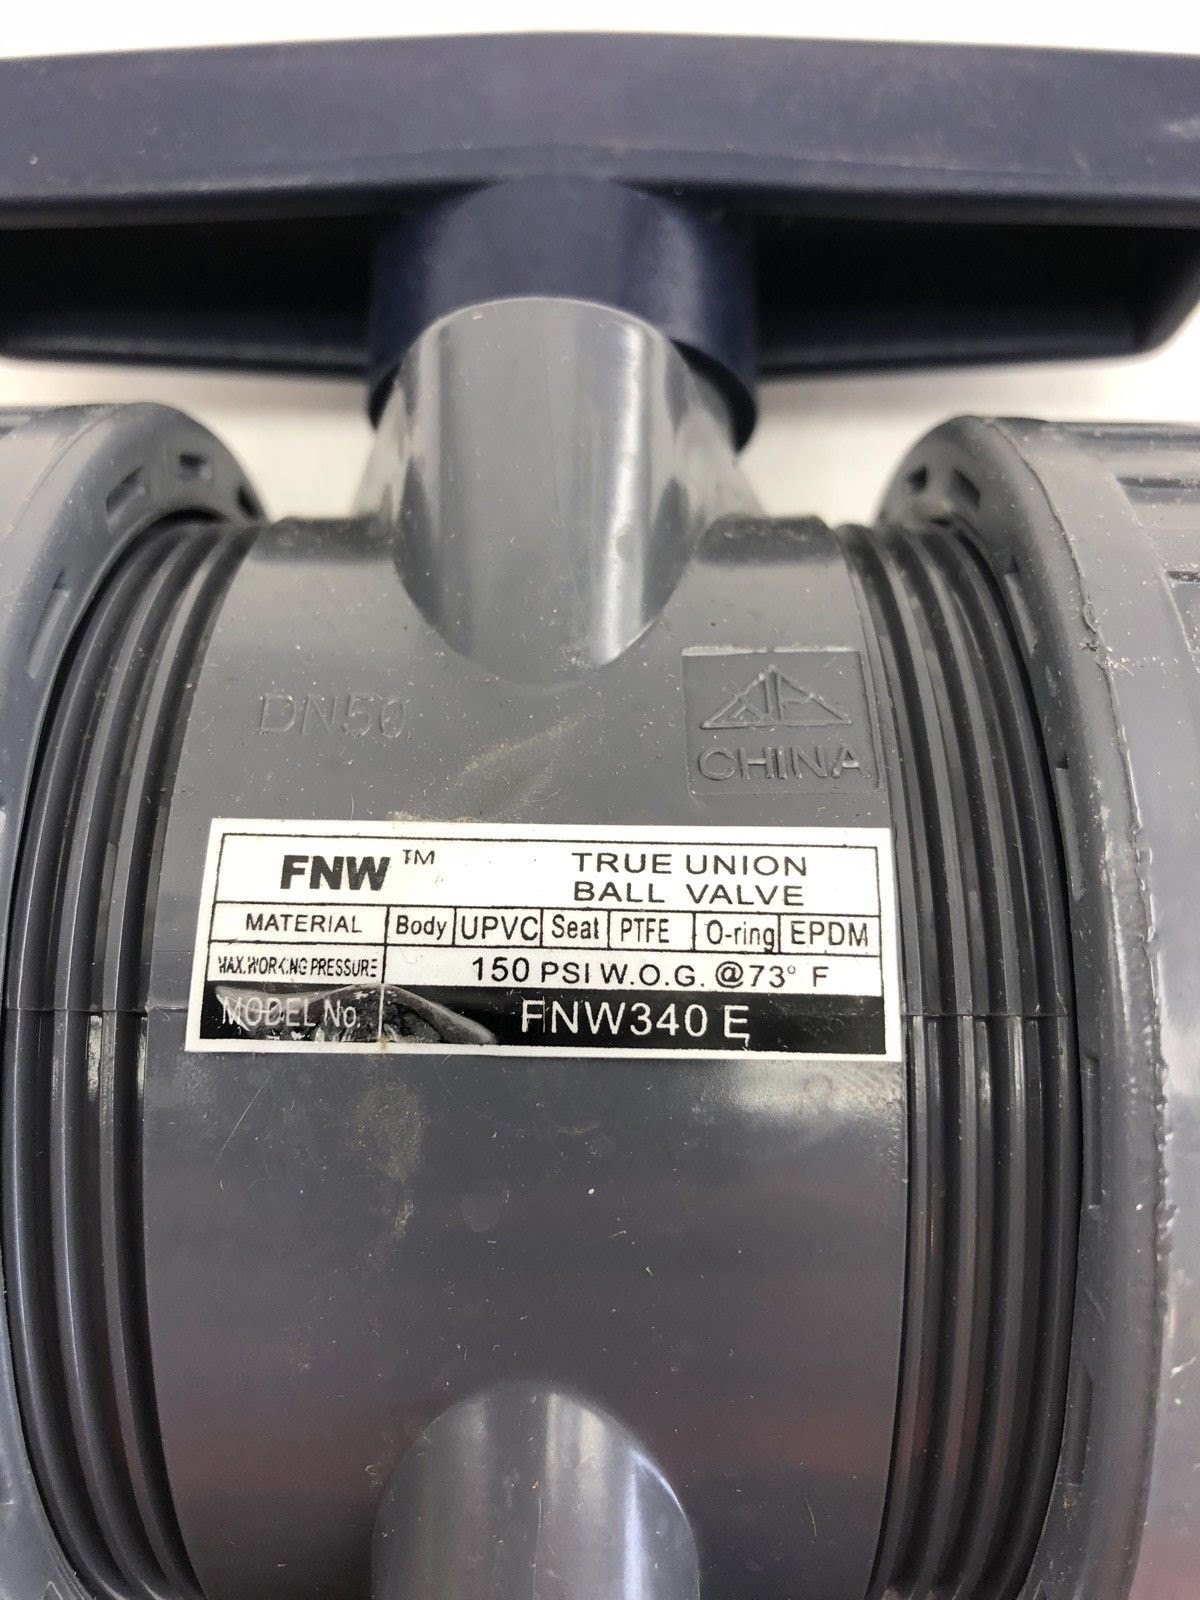 DN50
CHINA
FNW™ TRUE UNION
BALL VALVE
MATERIAL Body UPVC Seat PTFE O-ring EPDM
MAX.WORKING PRESSURE 150 PSI W.O.G. @73° F
MODEL No. FNW340 E